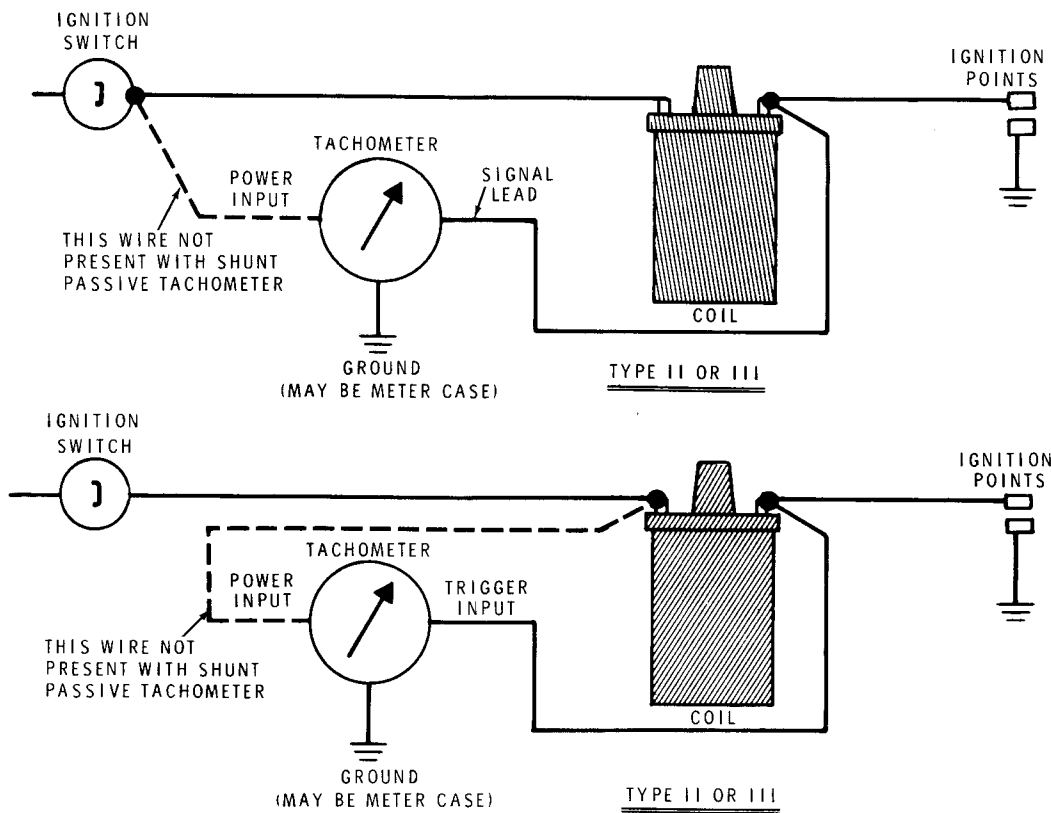 IGNITION
SWITCH
IGNITION
POINTS
TACHOMETER
POWER
INPUT
SIGNAL
LEAD
THIS WIRE NOT
PRESENT WITH SHUNT
PASSIVE TACHOMETER
COIL
GROUND
(MAY BE METER CASE)
TYPE II OR III
IGNITION
SWITCH
IGNITION
POINTS
TACHOMETER
POWER
INPUT
TRIGGER
INPUT
THIS WIRE NOT
PRESENT WITH SHUNT
PASSIVE TACHOMETER
COIL
GROUND
(MAY BE METER CASE)
TYPE II OR III